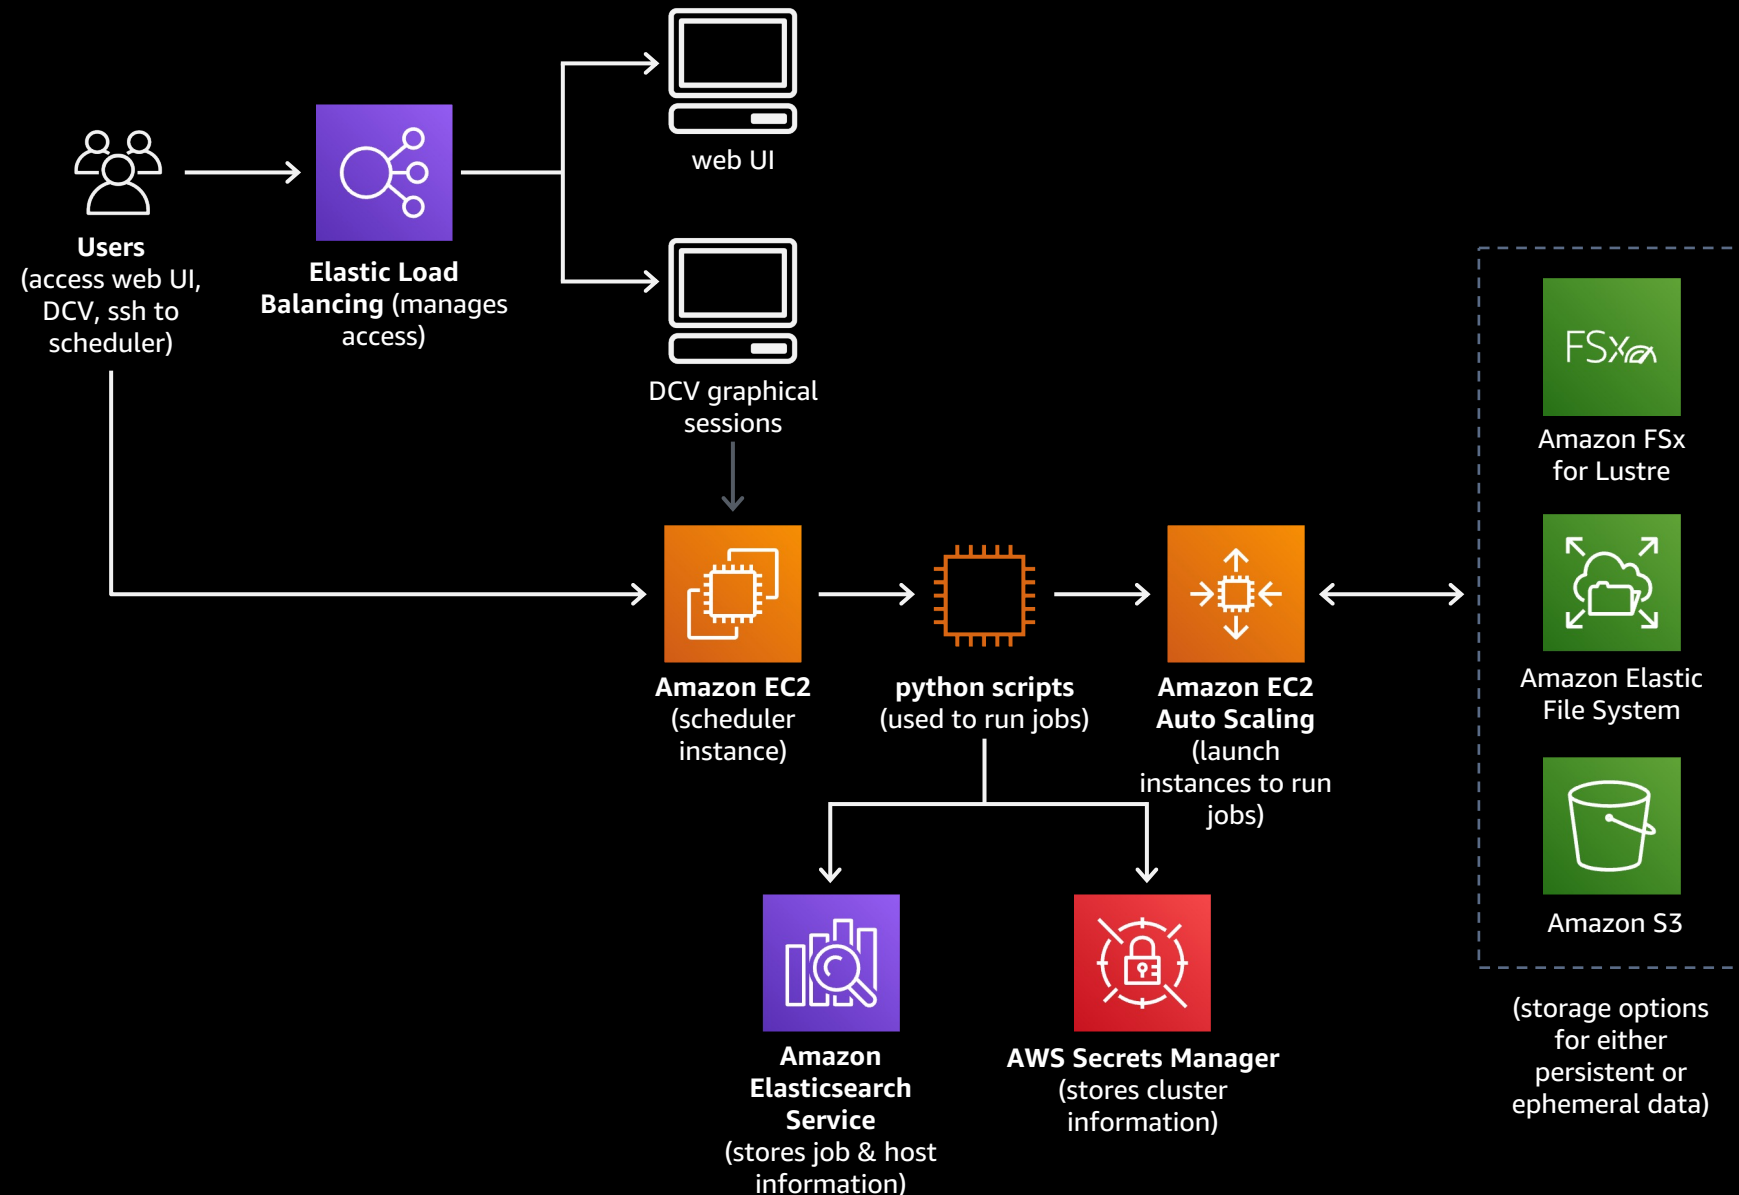 web UI
Users
(access web UI,
DCV, ssh to
scheduler)
Elastic Load
Balancing (manages
access)
DCV graphical
sessions
Amazon EC2
(scheduler
instance)
python scripts
(used to run jobs)
Amazon EC2
Auto Scaling
(launch
instances to run
jobs)
FSx
Amazon FSx
for Lustre
Amazon Elastic
File System
Amazon S3
(storage options
for either
persistent or
ephemeral data)
Amazon
Elasticsearch
Service
(stores job & host
information)
AWS Secrets Manager
(stores cluster
information)